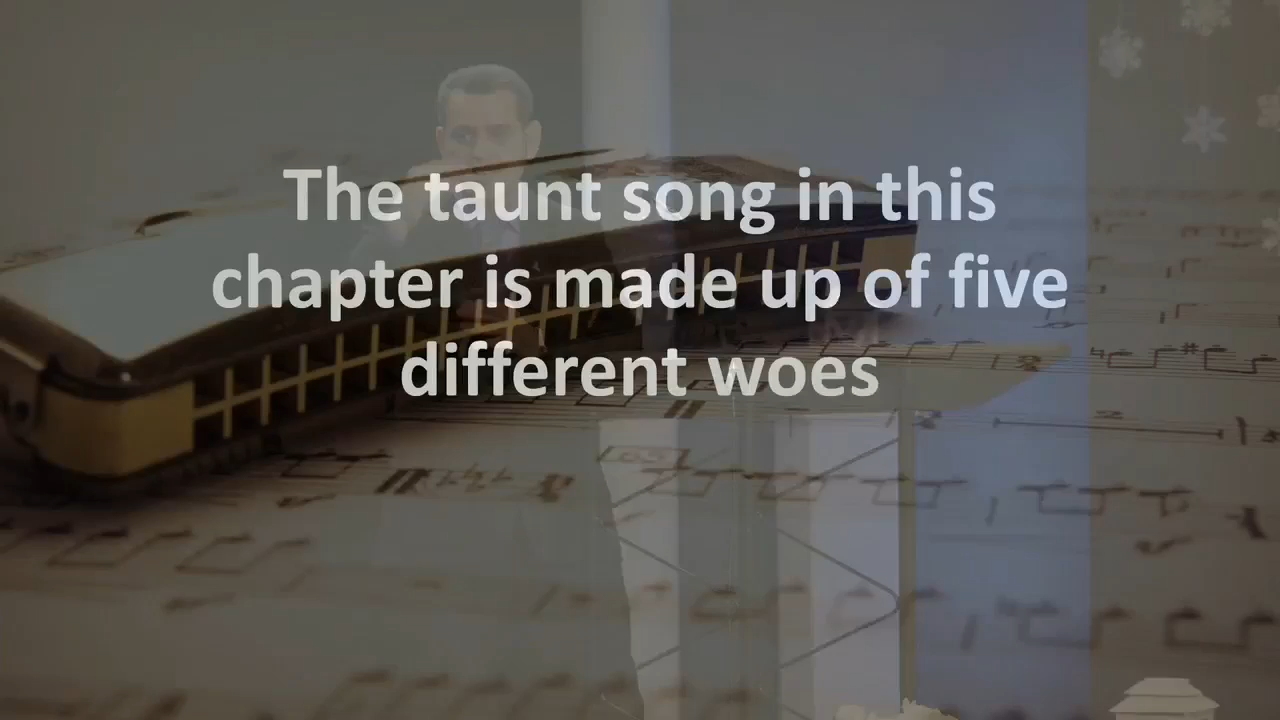 The taunt song in this
chapter is made up of five
different woes